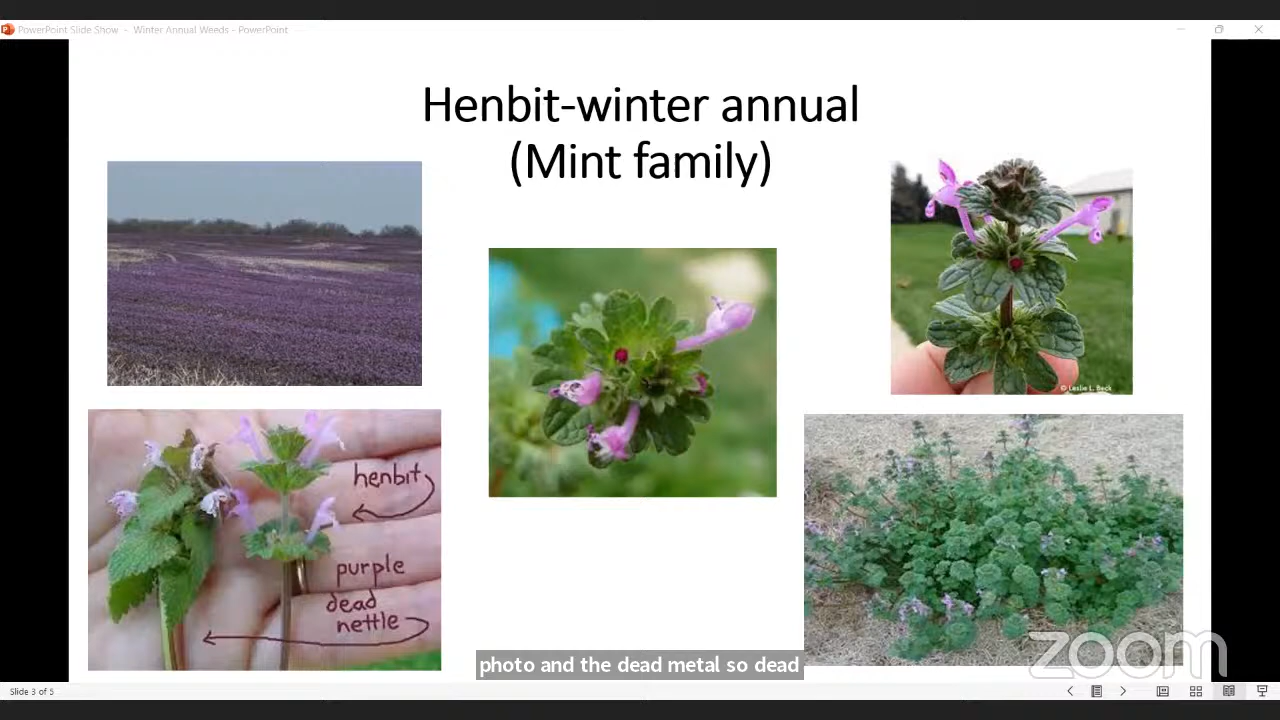 PowerPoint Slide Show - Winter Annual Weeds - PowerPoint
Henbit-winter annual
(Mint family)
© Leslie L. Beck
henbit
purple
dead
nettle
photo and the dead metal so dead
zoom
Slide 3 of 5